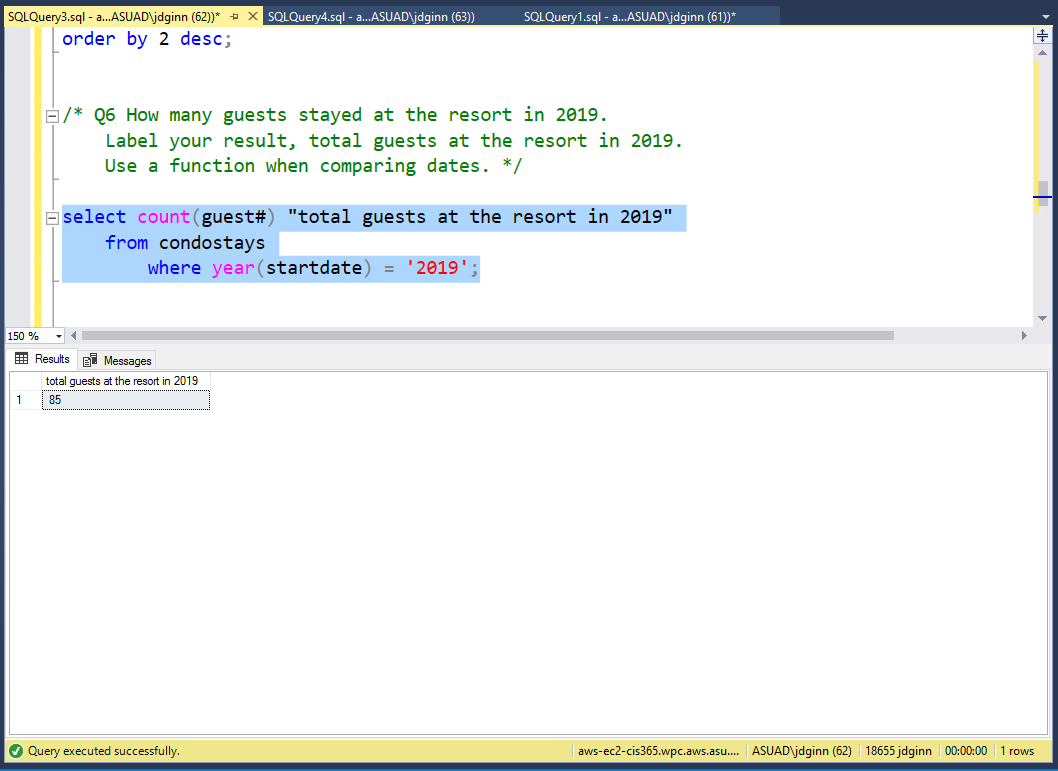 SQLQuery3.sql - a...ASUAD\jdginn (62))* SQLQuery4.sql - a...ASUAD\jdginn (63)) SQLQuery1.sql - a...ASUAD\jdginn (61))*
order by 2 desc;
/* Q6 How many guests stayed at the resort in 2019.
Label your result, total guests at the resort in 2019.
Use a function when comparing dates. */
select count(guest#) "total guests at the resort in 2019"
from condostays
where year(startdate) = '2019';
150 %
Results Messages
total guests at the resort in 2019
1 85
Query executed successfully. aws-ec2-cis365.wpc.aws.asu.... ASUAD\jdginn (62) 18655 jdginn 00:00:00 1 rows